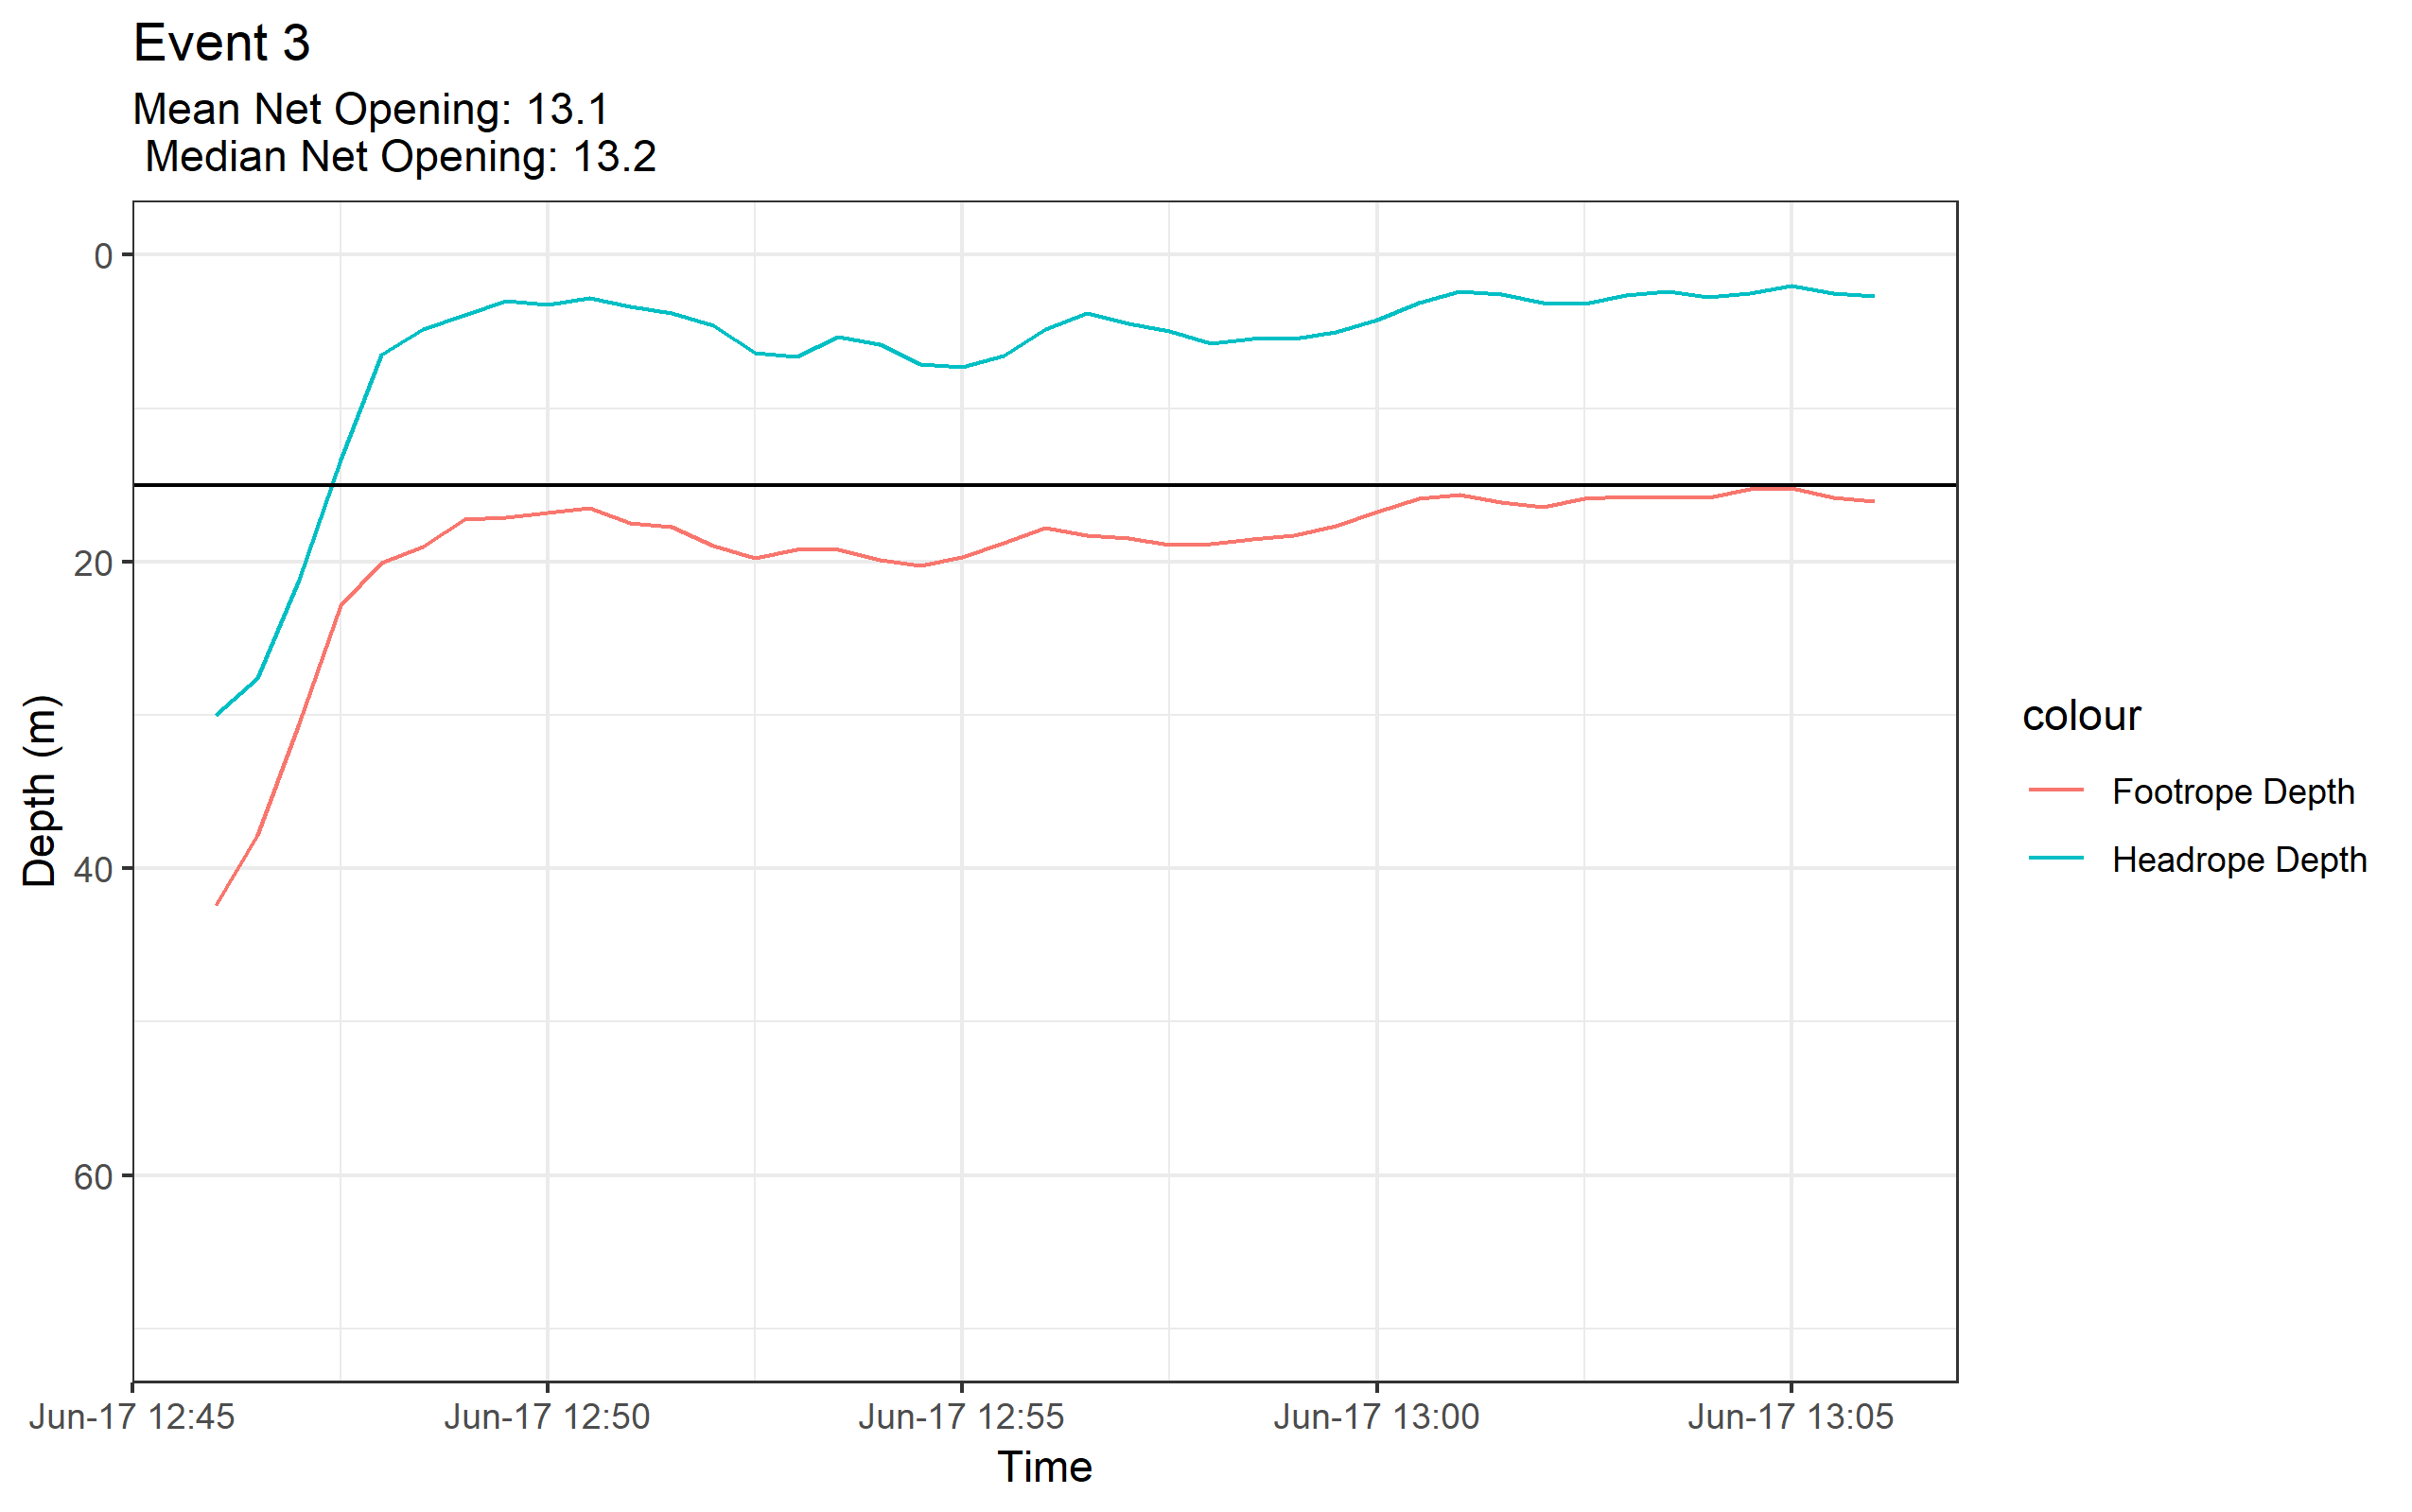 Event 3
Mean Net Opening: 13.1
Median Net Opening: 13.2
0
20
40
60
Depth (m)
Jun-17 12:45
Jun-17 12:50
Jun-17 12:55
Jun-17 13:00
Jun-17 13:05
Time
colour
Footrope Depth
Headrope Depth